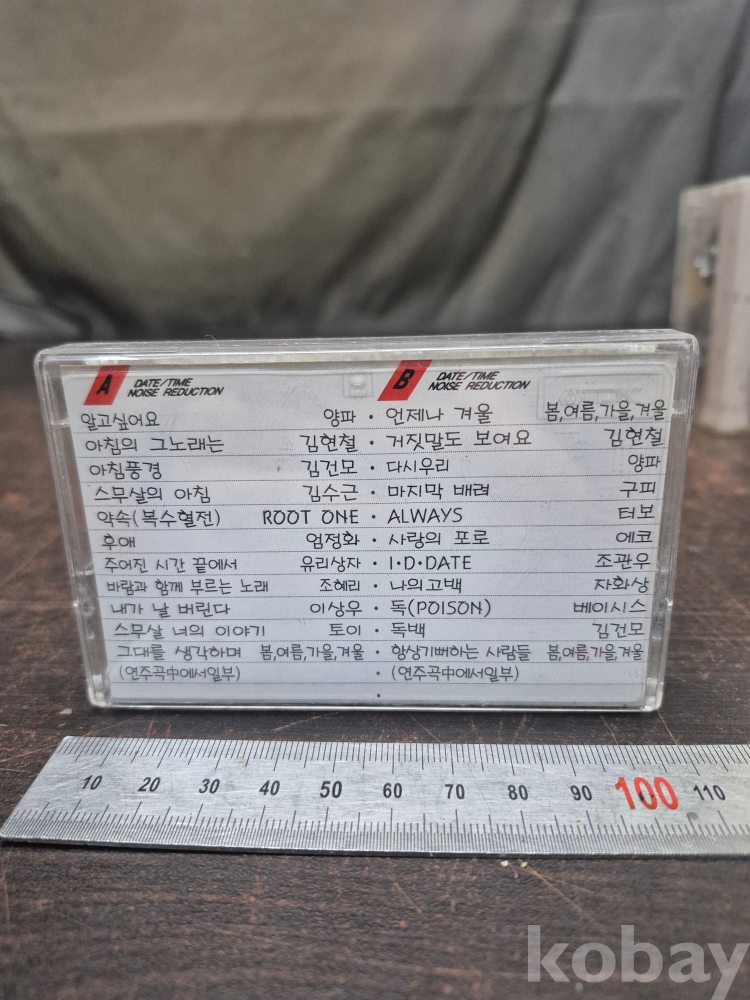 A DATE/TIME
NOISE REDUCTION
B DATE/TIME
NOISE REDUCTION
알고싶어요 양파 · 언제나 겨울 봄,여름,가을,겨울
아침의 그노래는 김현철 · 거짓말도 보여요 김현철
아침풍경 김건모 · 다시우리 양파
스무살의 아침 김수근 · 마지막 배려 구피
약속(복수혈전) ROOT ONE · ALWAYS 터보
후애 엄정화 · 사랑의 포로 에코
주어진 시간 끝에서 유리상자 · I·D·DATE 조관우
바람과 함께 부르는 노래 조혜리 · 나의고백 자화상
내가 날 버린다 이상우 · 독(POISON) 베이시스
스무살 너의 이야기 토이 · 독백 김건모
그대를 생각하며 봄,여름,가을,겨울 · 항상기뻐하는 사람들 봄,여름,가을,겨울
(연주곡中에서일부) · (연주곡中에서일부)
10 20 30 40 50 60 70 80 90 100 110
kobay